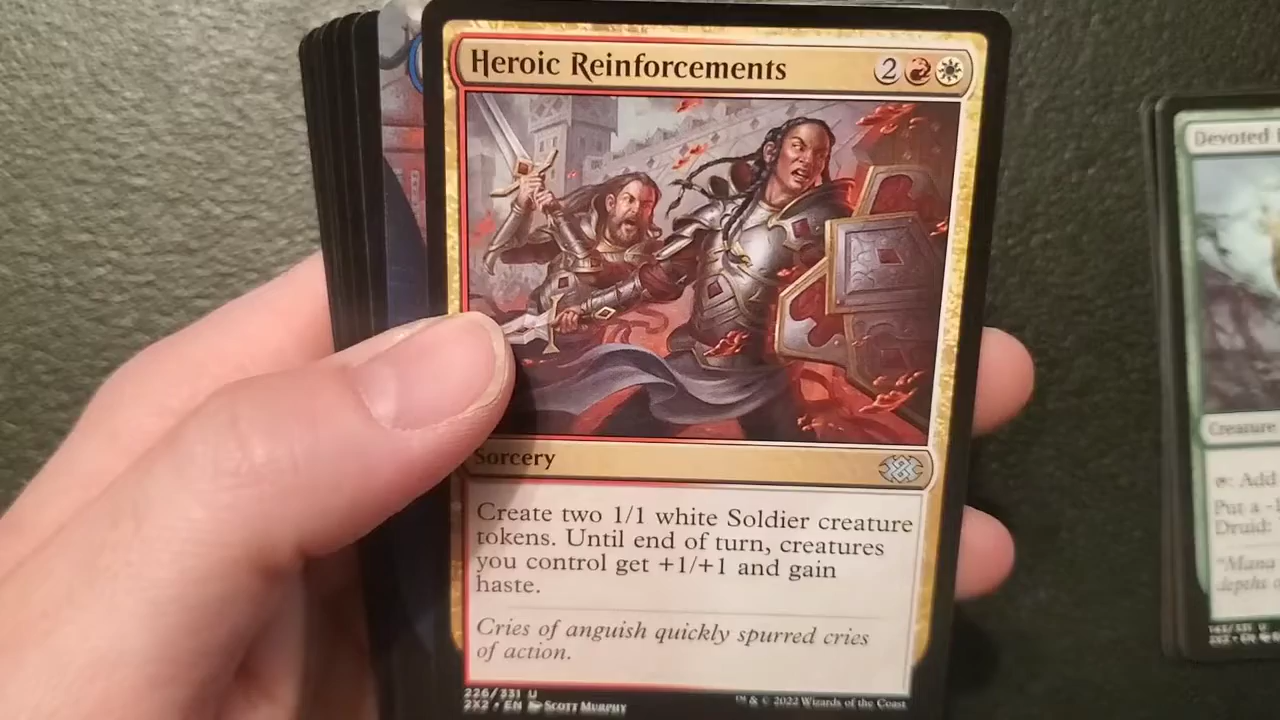 Heroic Reinforcements 2
Sorcery
Create two 1/1 white Soldier creature
tokens. Until end of turn, creatures
you control get +1/+1 and gain
haste.
Cries of anguish quickly spurred cries
of action.
226/331 U
2X2 • EN Scott Murphy
™ & © 2022 Wizards of the Coast
Devoted
Creature
: Add
Put a -1
Druid:
"Mana
depths o
2X2 • EN